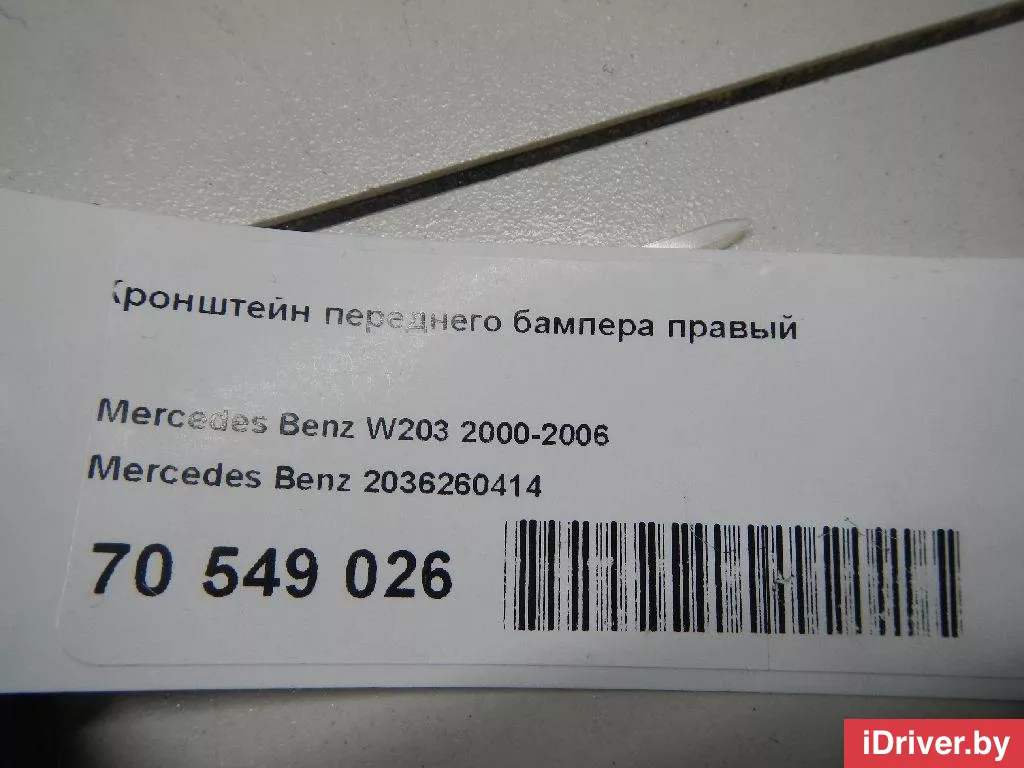 Кронштейн переднего бампера правый
Mercedes Benz W203 2000-2006
Mercedes Benz 2036260414
70 549 026
iDriver.by